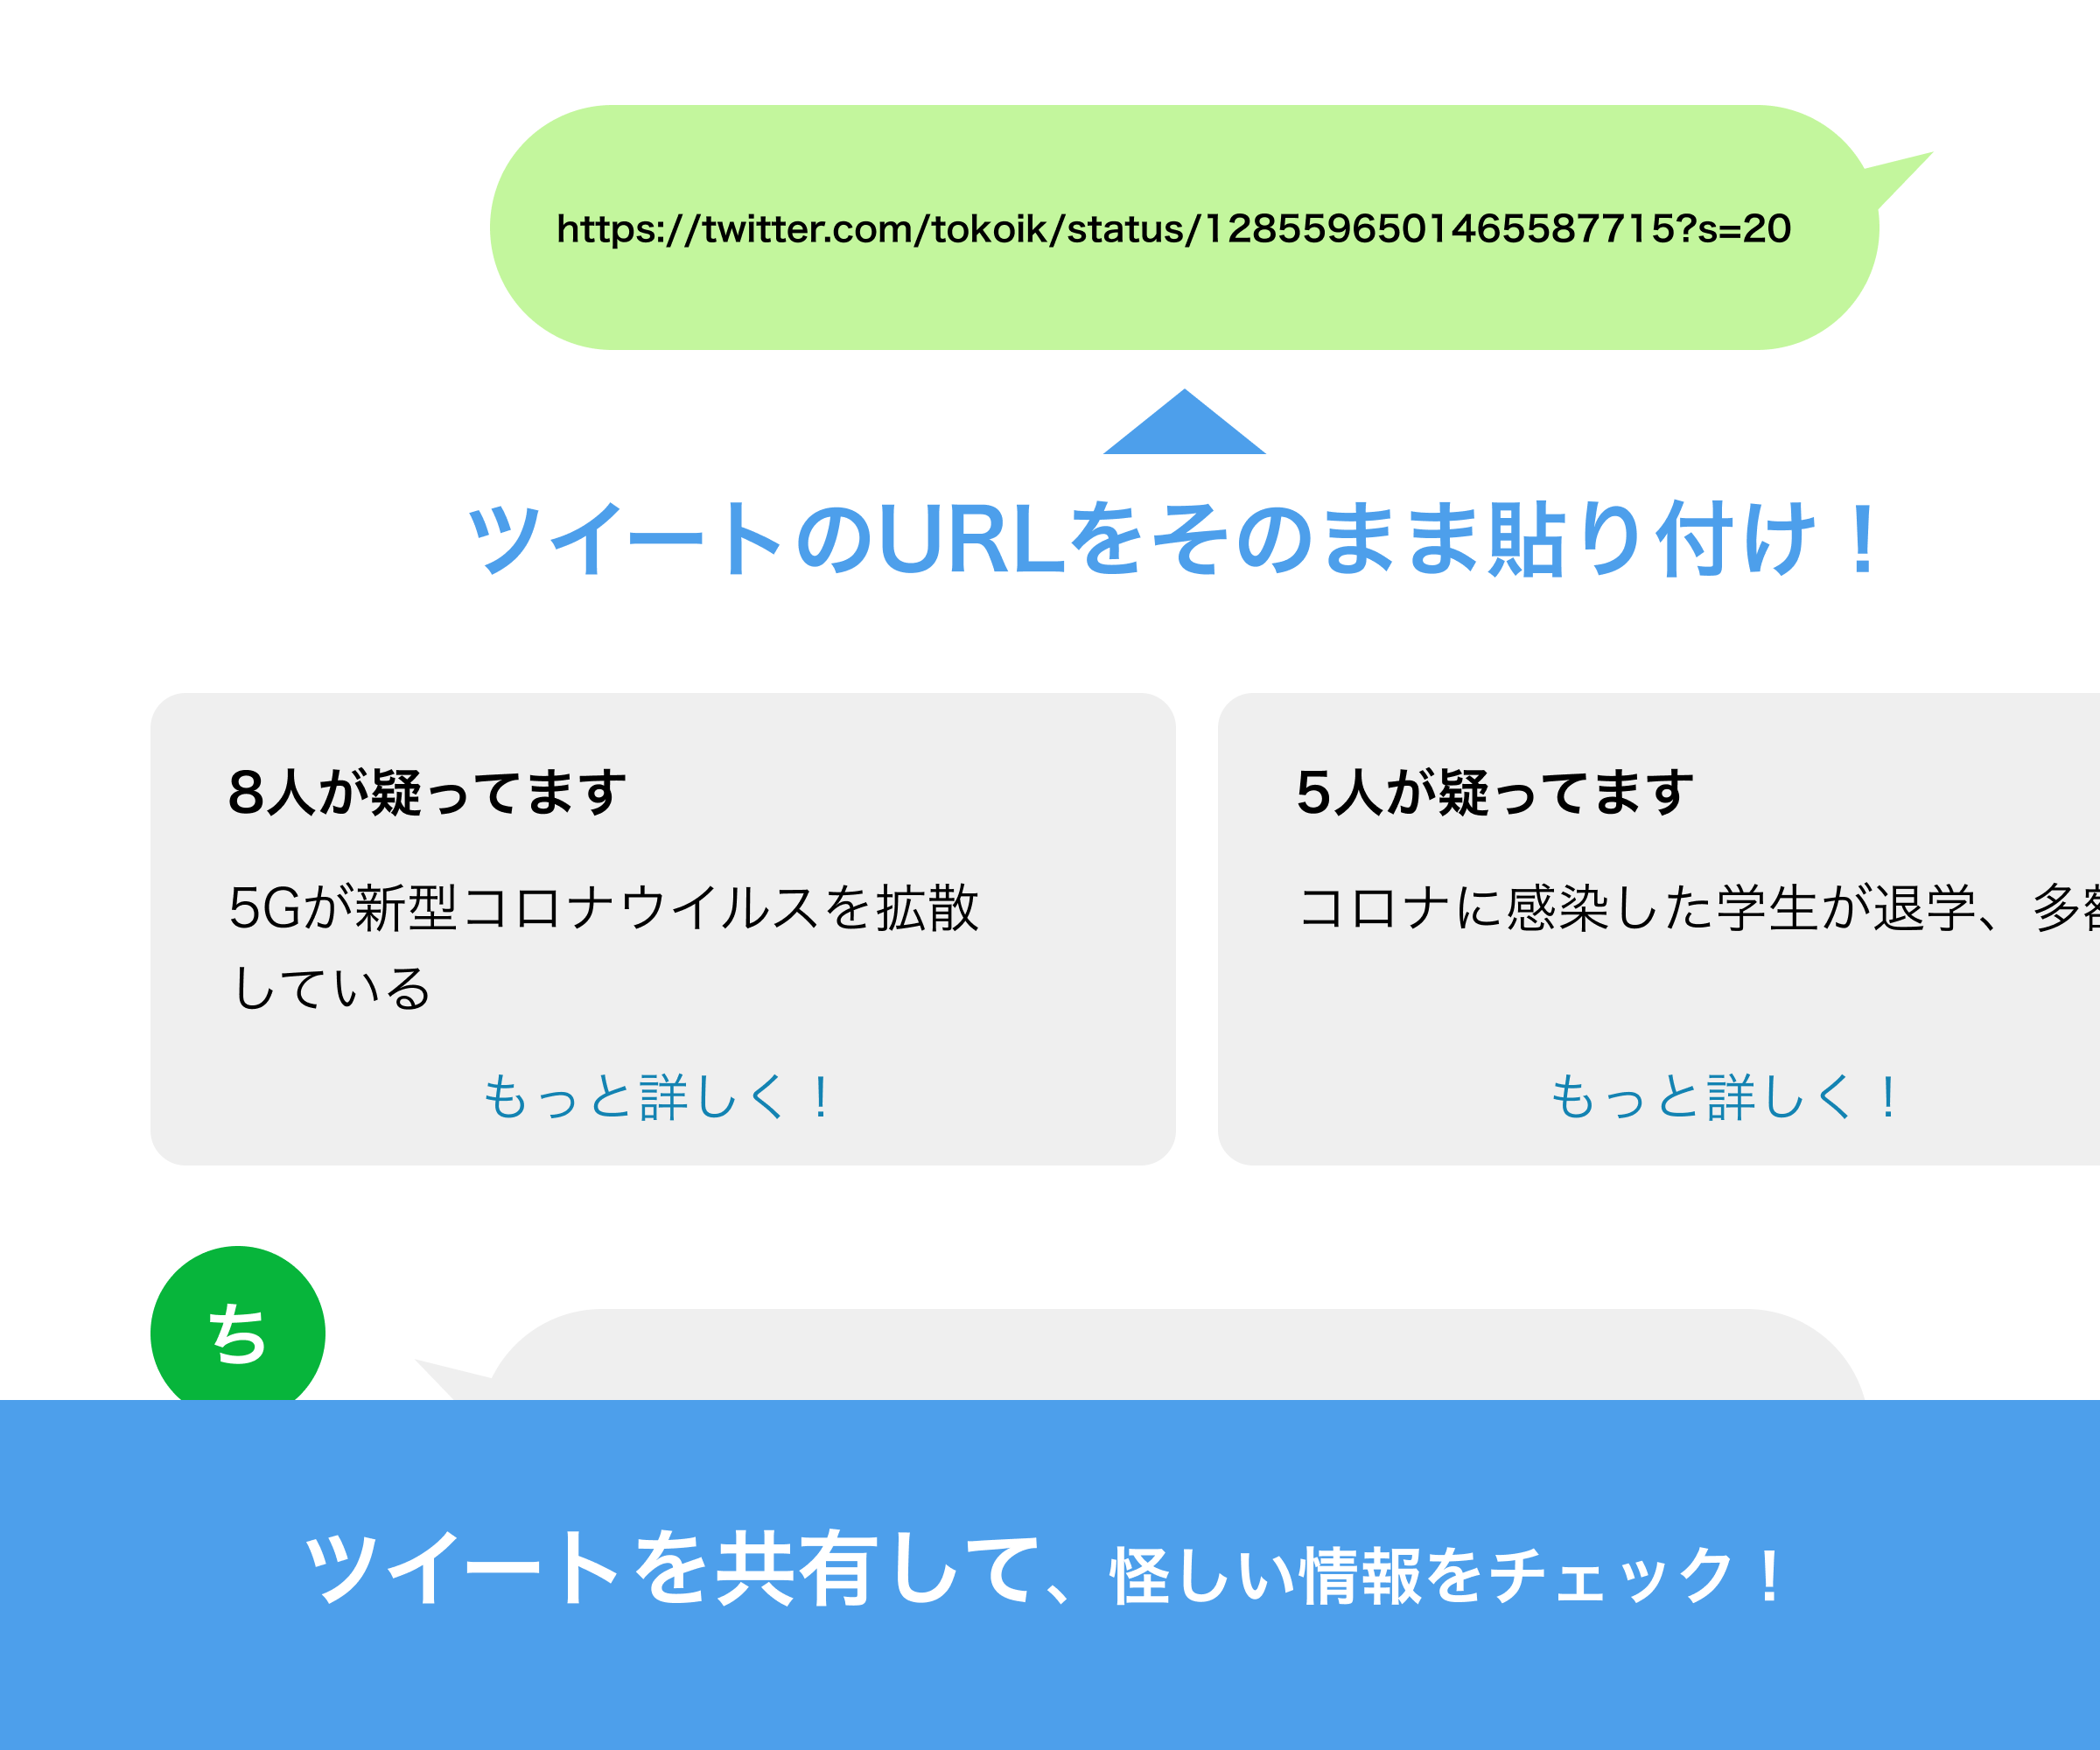 https://twitter.com/tokoik/status/1285596501465587715?s=20
ツイートのURLをそのまま貼り付け！
8人が疑ってます
5Gが新型コロナウイルスを拡散
している
もっと詳しく！
5人が疑ってます
コロナに感染した学生が退学、
もっと詳しく！
ち
ツイートを共有して、怪しい情報をチェック！